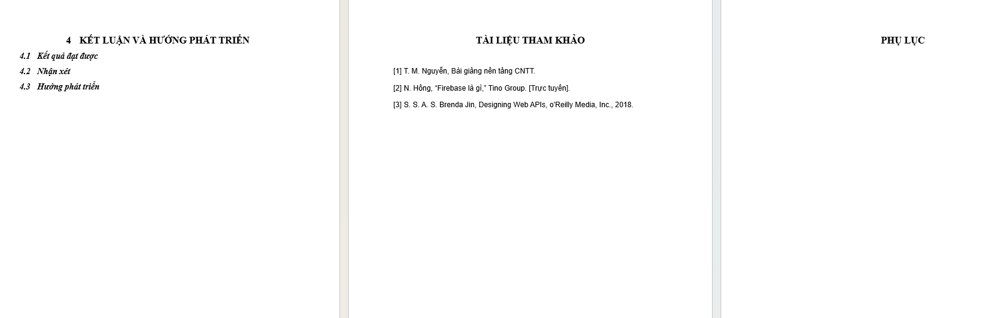 4 KẾT LUẬN VÀ HƯỚNG PHÁT TRIỂN
4.1 Kết quả đạt được
4.2 Nhận xét
4.3 Hướng phát triển
TÀI LIỆU THAM KHẢO
[1] T. M. Nguyễn, Bài giảng nền tảng CNTT.
[2] N. Hồng, “Firebase là gì,” Tino Group. [Trực tuyến].
[3] S. S. A. S. Brenda Jin, Designing Web APIs, o'Reilly Media, Inc., 2018.
PHỤ LỤC